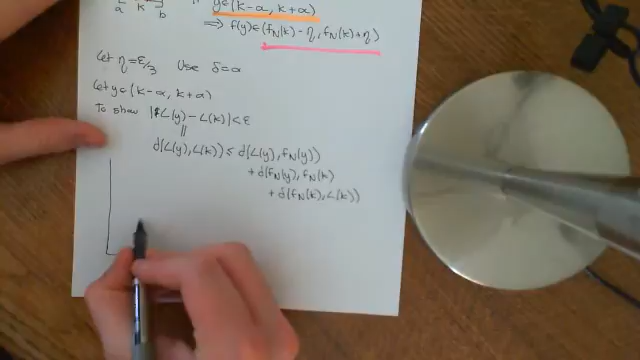 a k b y∈(k-α, k+α)
⇒ f(y)∈(f_N(k)-η, f_N(k)+η)
Let η=ε/3 Use δ=α
Let y∈(k-α, k+α)
To show |L(y)-L(k)|<ε
||
d(L(y),L(k)) ≤ d(L(y),f_N(y))
+ d(f_N(y),f_N(k))
+ d(f_N(k),L(k))